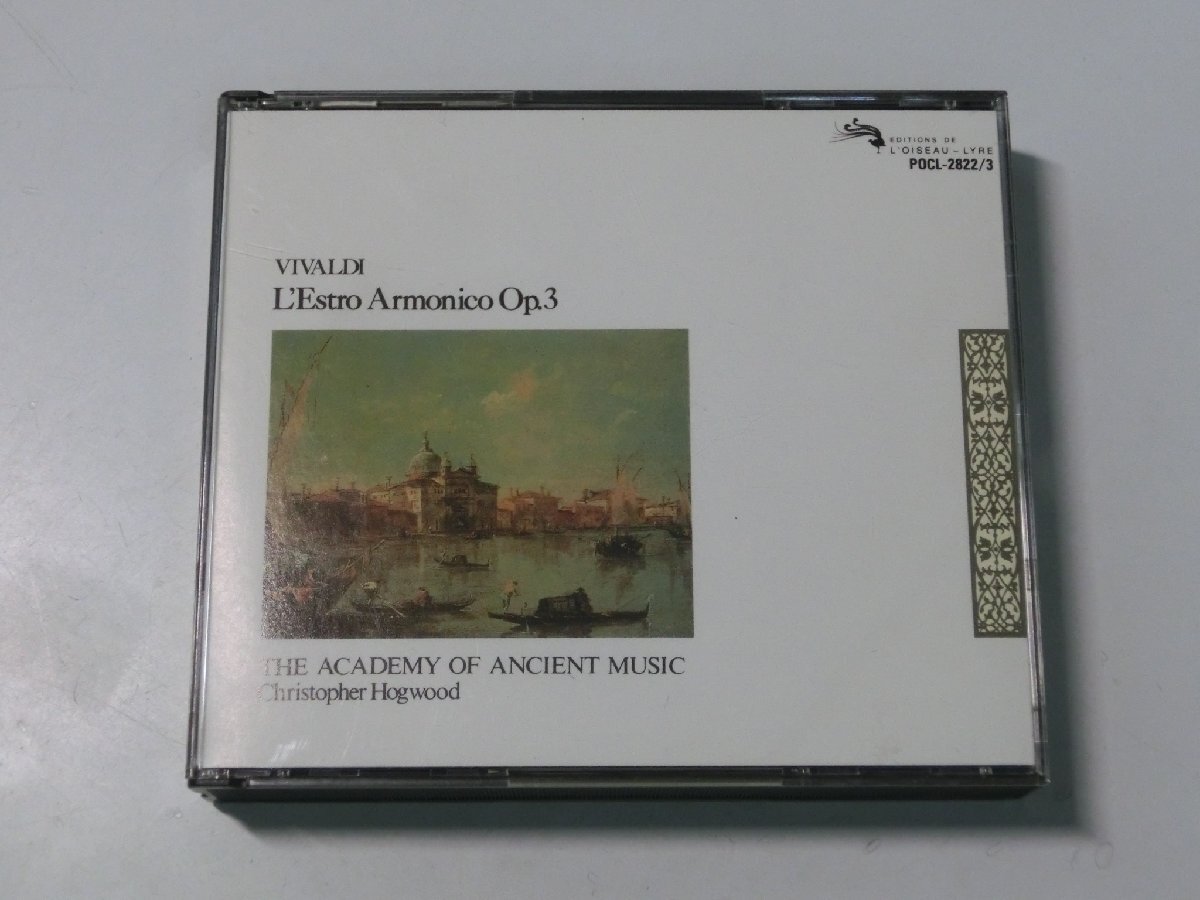 EDITIONS DE
L'OISEAU-LYRE
POCL-2822/3
VIVALDI
L'Estro Armonico Op.3
THE ACADEMY OF ANCIENT MUSIC
Christopher Hogwood